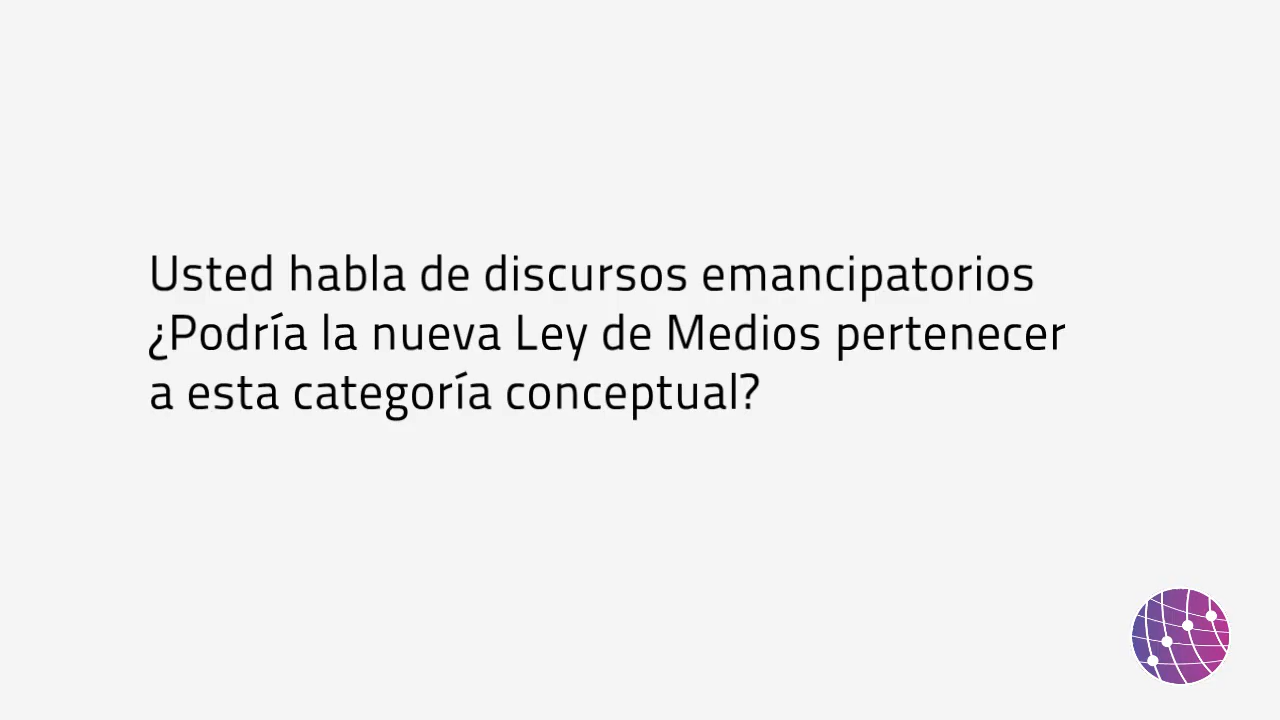 Usted habla de discursos emancipatorios
¿Podría la nueva Ley de Medios pertenecer
a esta categoría conceptual?